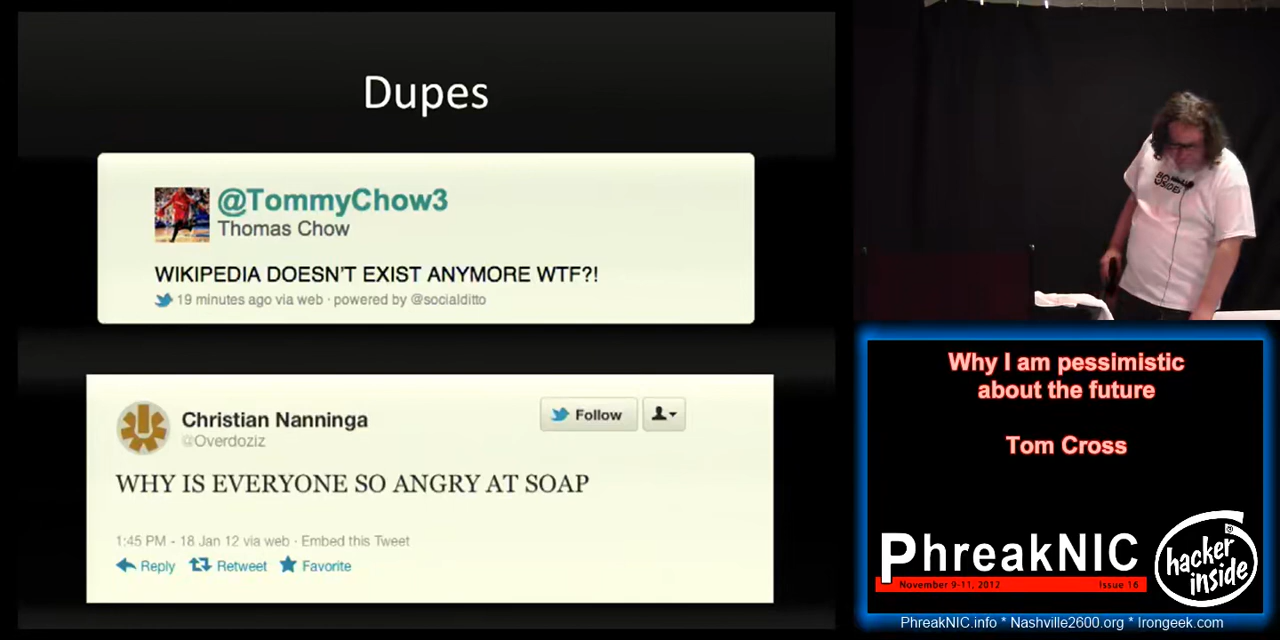 Dupes
@TommyChow3
Thomas Chow
WIKIPEDIA DOESN'T EXIST ANYMORE WTF?!
19 minutes ago via web · powered by @socialditto
Christian Nanninga
@Overdoziz
Follow
WHY IS EVERYONE SO ANGRY AT SOAP
1:45 PM - 18 Jan 12 via web · Embed this Tweet
Reply Retweet Favorite
Why I am pessimistic
about the future
Tom Cross
PhreakNIC
November 9-11, 2012 Issue 16
hacker
inside
PhreakNIC.info * Nashville2600.org * Irongeek.com